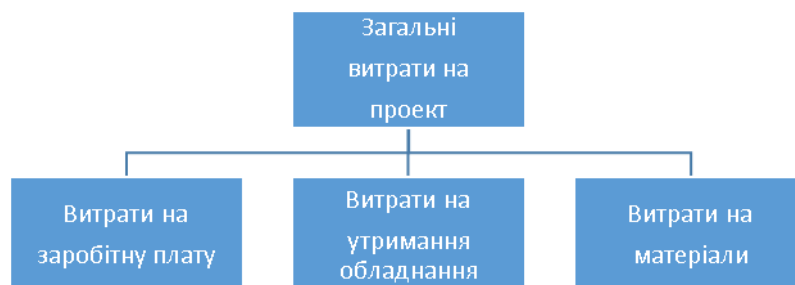 Загальні
витрати на
проект
Витрати на
заробітну плату
Витрати на
утримання
обладнання
Витрати на
матеріали